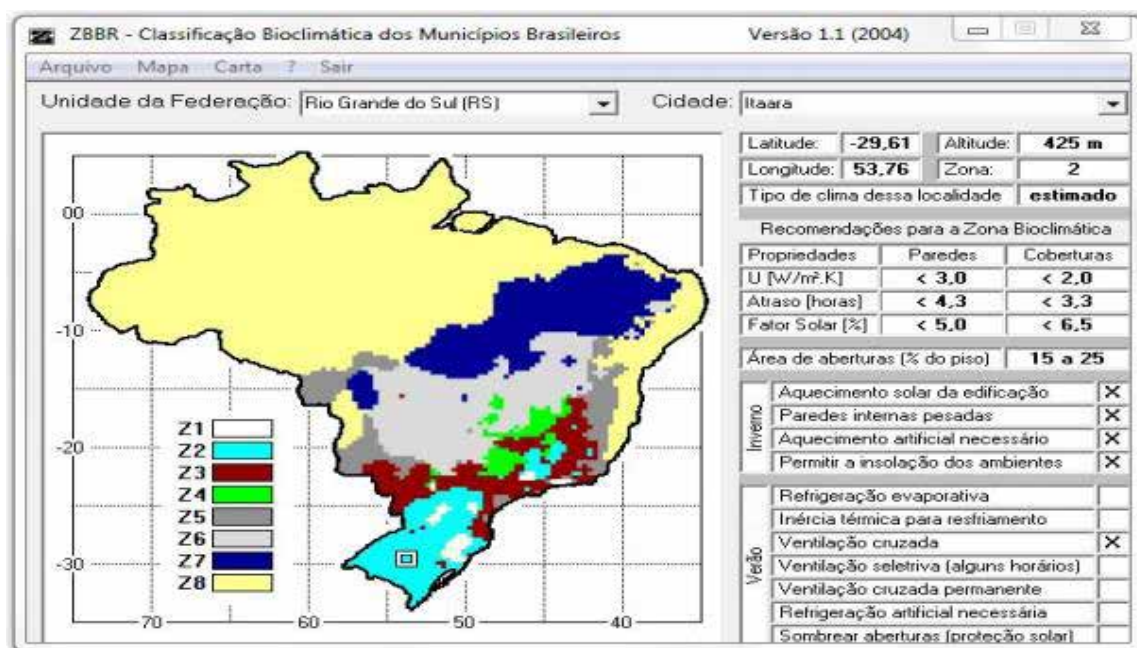 ZBBR - Classificação Bioclimática dos Municípios Brasileiros Versão 1.1 (2004)
Arquivo Mapa Carta ? Sair
Unidade da Federação: Rio Grande do Sul (RS) Cidade: Itaara
Latitude: -29,61 Altitude: 425 m
Longitude: 53,76 Zona: 2
Tipo de clima dessa localidade estimado
Recomendações para a Zona Bioclimática
Propriedades Paredes Coberturas
U [W/m².K] < 3,0 < 2,0
Atraso [horas] < 4,3 < 3,3
Fator Solar [%] < 5,0 < 6,5
Área de aberturas (% do piso) 15 a 25
Inverno
Aquecimento solar da edificação X
Paredes internas pesadas X
Aquecimento artificial necessário X
Permitir a insolação dos ambientes X
Verão
Refrigeração evaporativa
Inércia térmica para resfriamento
Ventilação cruzada X
Ventilação seletriva (alguns horários)
Ventilação cruzada permanente
Refrigeração artificial necessária
Sombrear aberturas (proteção solar)
00
-10
-20
-30
Z1
Z2
Z3
Z4
Z5
Z6
Z7
Z8
70 60 50 40